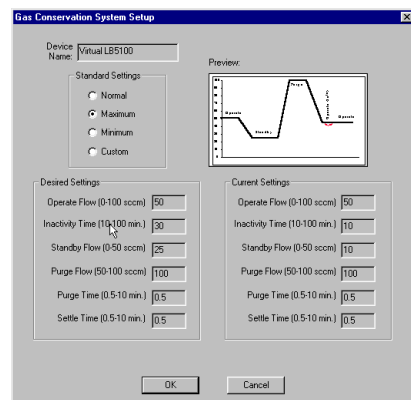 Gas Conservation System Setup
Device Name: Virtual LB5100
Standard Settings
Normal
Maximum
Minimum
Custom
Preview:
Operate
Standby
Purge
Operate
Desired Settings
Operate Flow (0-100 sccm) 50
Inactivity Time (10-100 min.) 30
Standby Flow (0-50 sccm) 25
Purge Flow (50-100 sccm) 100
Purge Time (0.5-10 min.) 0.5
Settle Time (0.5-10 min.) 0.5
Current Settings
Operate Flow (0-100 sccm) 50
Inactivity Time (10-100 min.) 10
Standby Flow (0-50 sccm) 10
Purge Flow (50-100 sccm) 100
Purge Time (0.5-10 min.) 0.5
Settle Time (0.5-10 min.) 0.5
OK
Cancel